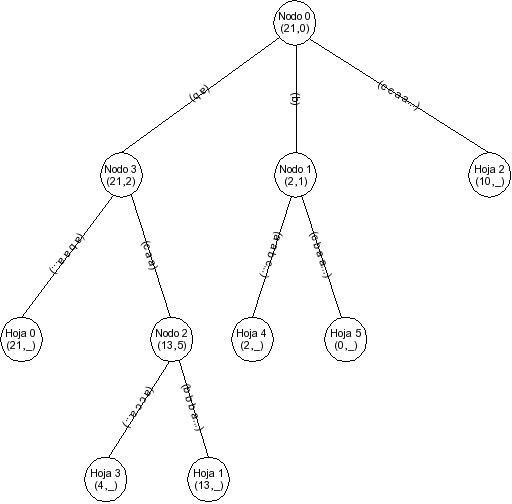 Nodo 0
(21,0)
(a b)
(b)
(c c a a...)
Nodo 3
(21,2)
Nodo 1
(2,1)
Hoja 2
(10,_)
(a b a a...)
Hoja 0
(21,_)
Nodo 2
(13,5)
Hoja 4
(2,_)
Hoja 5
(0,_)
(a c c a...)
Hoja 3
(4,_)
Hoja 1
(13,_)